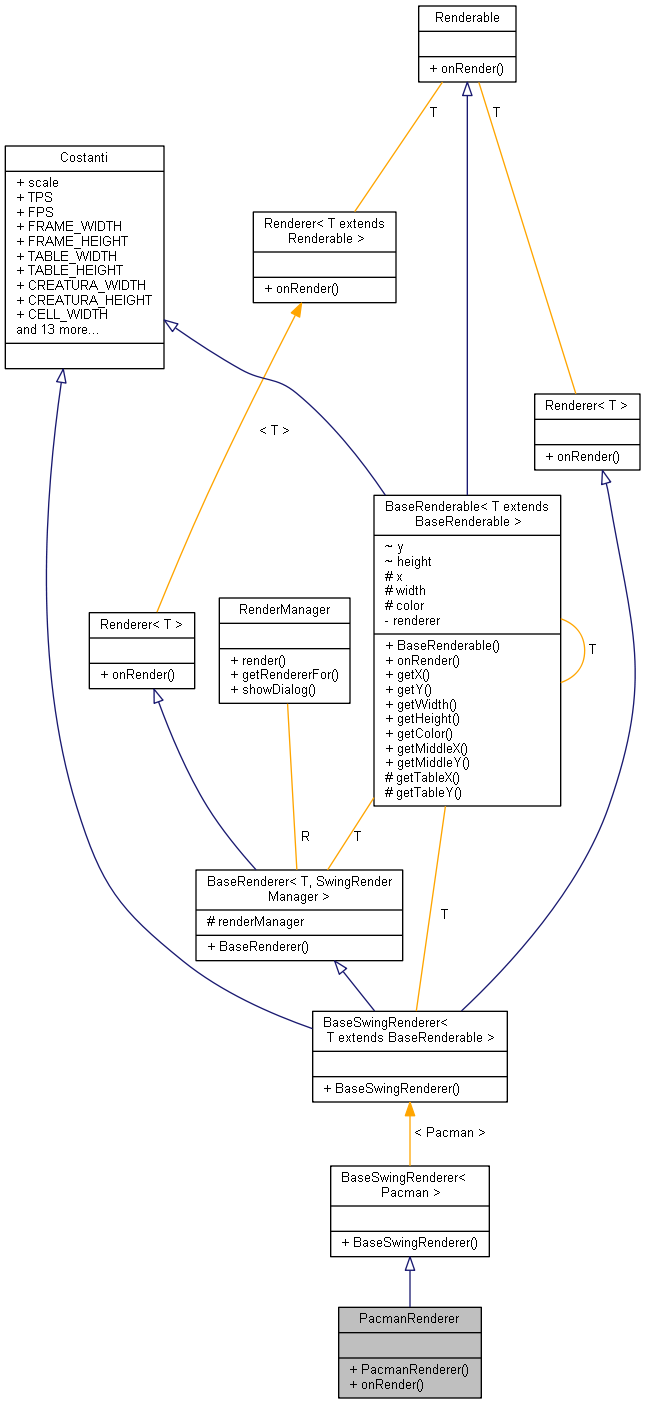 Renderable
+ onRender()
T
T
Costanti
+ scale
+ TPS
+ FPS
+ FRAME_WIDTH
+ FRAME_HEIGHT
+ TABLE_WIDTH
+ TABLE_HEIGHT
+ CREATURA_WIDTH
+ CREATURA_HEIGHT
+ CELL_WIDTH
and 13 more...
Renderer< T extends
Renderable >
+ onRender()
< T >
Renderer< T >
+ onRender()
BaseRenderable< T extends
BaseRenderable >
~ y
~ height
# x
# width
# color
- renderer
+ BaseRenderable()
+ onRender()
+ getX()
+ getY()
+ getWidth()
+ getHeight()
+ getColor()
+ getMiddleX()
+ getMiddleY()
# getTableX()
# getTableY()
T
Renderer< T >
+ onRender()
RenderManager
+ render()
+ getRendererFor()
+ showDialog()
R
T
BaseRenderer< T, SwingRender
Manager >
# renderManager
+ BaseRenderer()
T
BaseSwingRenderer<
T extends BaseRenderable >
+ BaseSwingRenderer()
< Pacman >
BaseSwingRenderer<
Pacman >
+ BaseSwingRenderer()
PacmanRenderer
+ PacmanRenderer()
+ onRender()